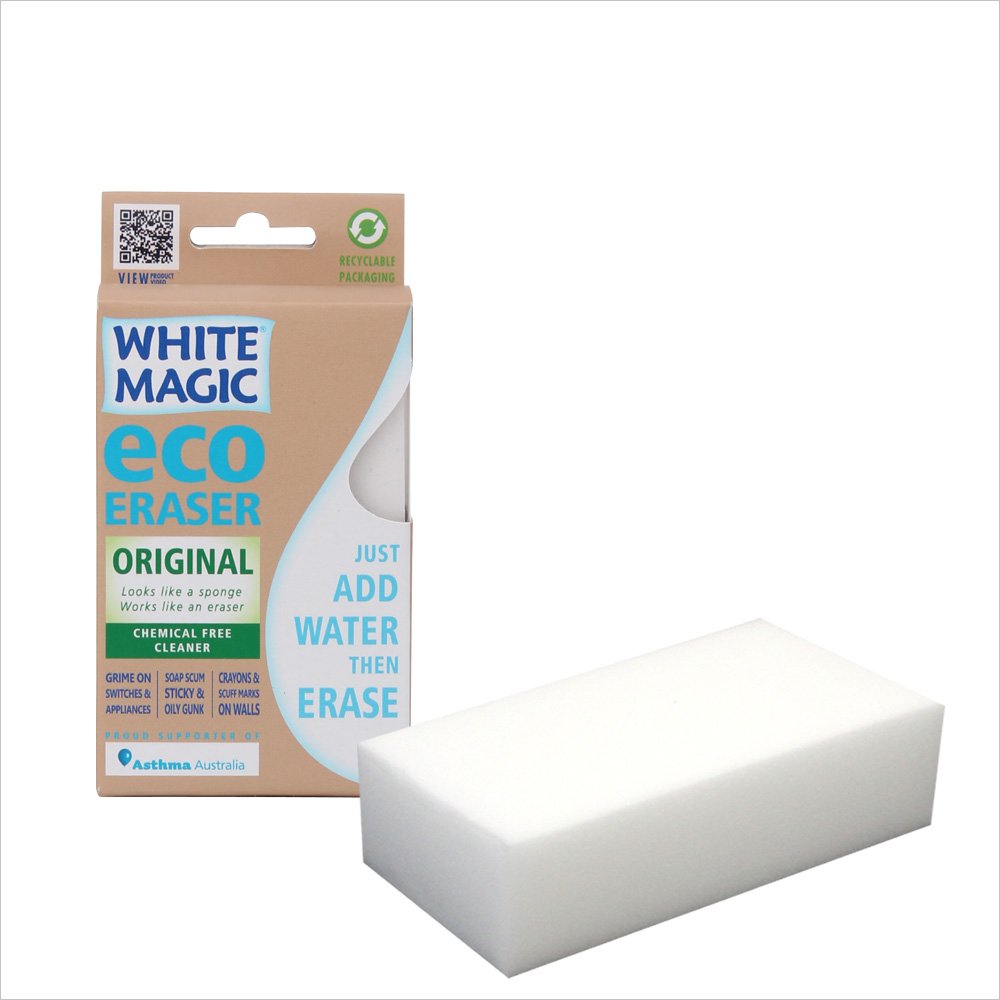 VIEW PRODUCT VIDEO
RECYCLABLE
PACKAGING
WHITE
MAGIC®
eco
ERASER
ORIGINAL
Looks like a sponge
Works like an eraser
CHEMICAL FREE
CLEANER
GRIME ON
SWITCHES &
APPLIANCES
SOAP SCUM
STICKY &
OILY GUNK
CRAYONS &
SCUFF MARKS
ON WALLS
PROUD SUPPORTER OF
Asthma Australia
JUST
ADD
WATER
THEN
ERASE